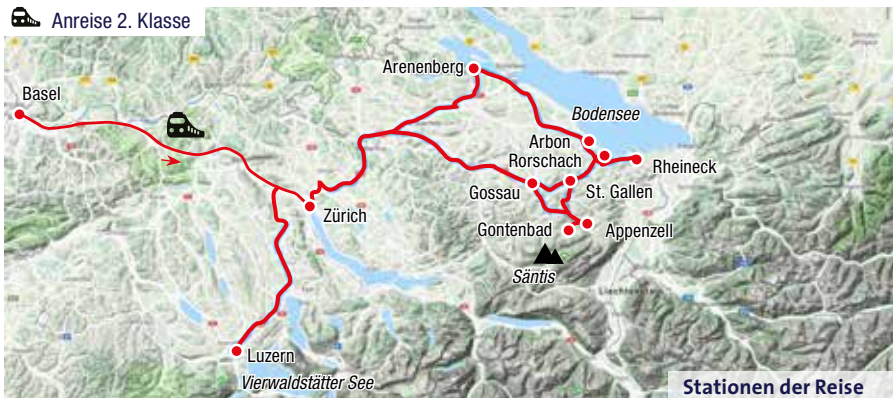 Anreise 2. Klasse
Arenenberg
Basel
Bodensee
Arbon
Rorschach
Rheineck
Gossau
St. Gallen
Zürich
Gontenbad
Appenzell
Säntis
Luzern
Vierwaldstätter See
Stationen der Reise